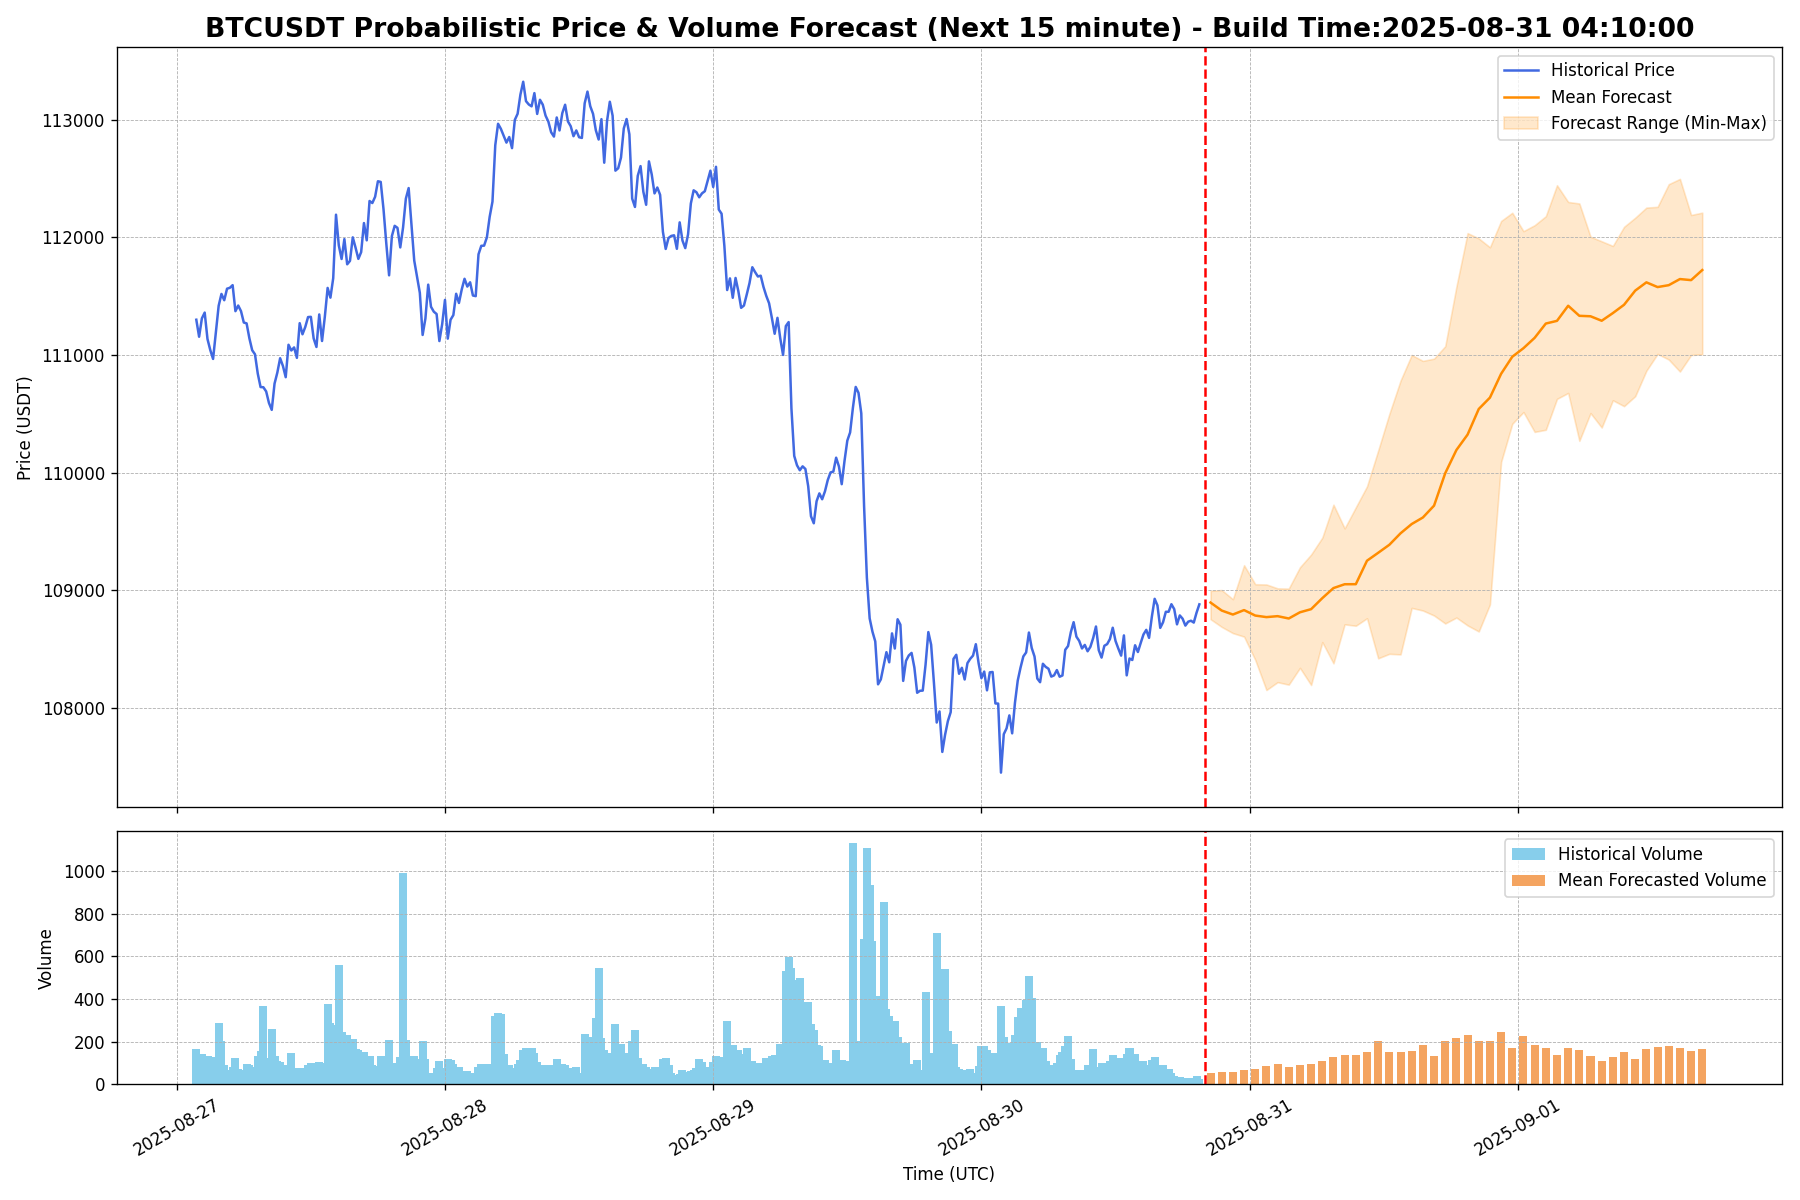 BTCUSDT Probabilistic Price & Volume Forecast (Next 15 minute) - Build Time:2025-08-31 04:10:00
Historical Price
Mean Forecast
Forecast Range (Min-Max)
113000
112000
111000
110000
109000
108000
Price (USDT)
Historical Volume
Mean Forecasted Volume
1000
800
600
400
200
0
Volume
2025-08-27
2025-08-28
2025-08-29
2025-08-30
2025-08-31
2025-09-01
Time (UTC)